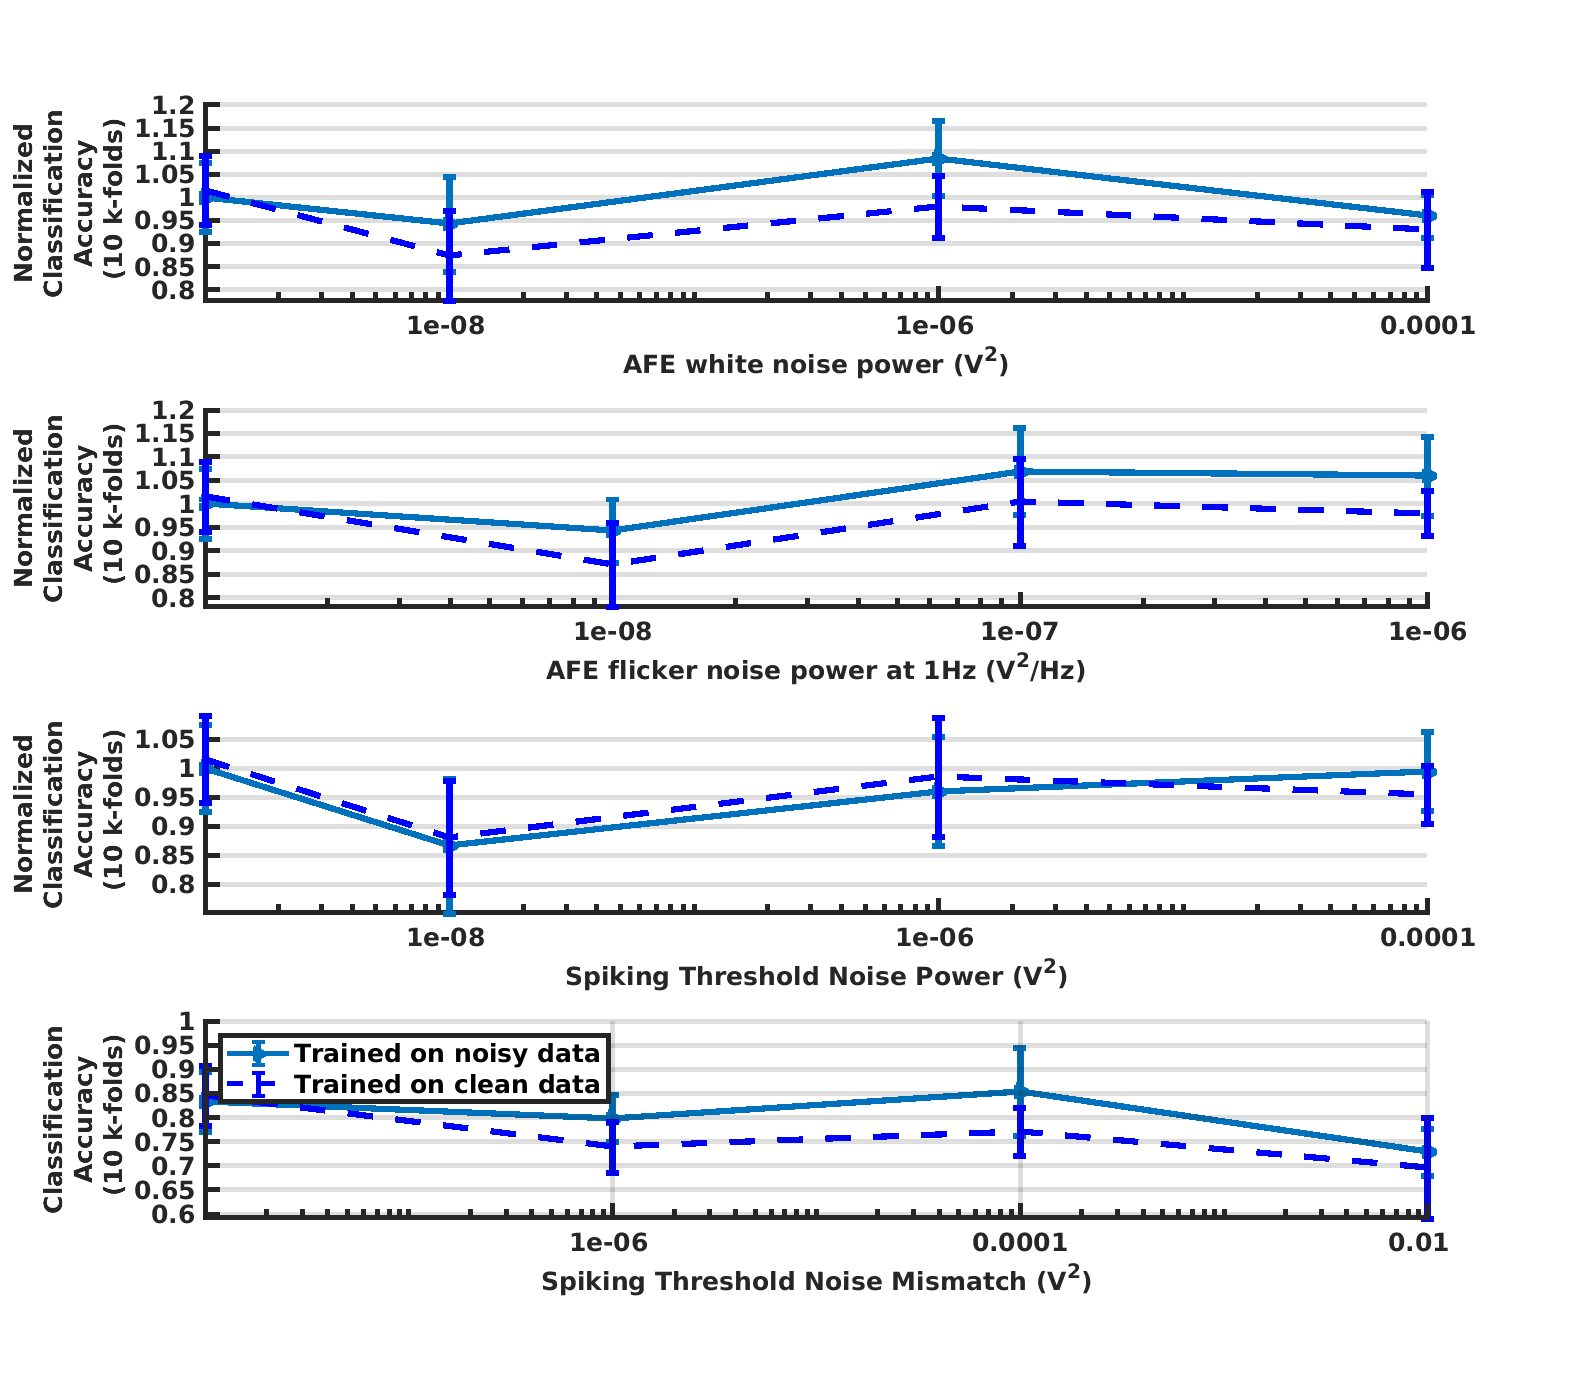 Normalized
Classification
Accuracy
(10 k-folds)
1.2
1.15
1.1
1.05
1
0.95
0.9
0.85
0.8
1e-08
1e-06
0.0001
AFE white noise power (V²)
Normalized
Classification
Accuracy
(10 k-folds)
1.2
1.15
1.1
1.05
1
0.95
0.9
0.85
0.8
1e-08
1e-07
1e-06
AFE flicker noise power at 1Hz (V²/Hz)
Normalized
Classification
Accuracy
(10 k-folds)
1.05
1
0.95
0.9
0.85
0.8
1e-08
1e-06
0.0001
Spiking Threshold Noise Power (V²)
Classification
Accuracy
(10 k-folds)
1
0.95
0.9
0.85
0.8
0.75
0.7
0.65
0.6
Trained on noisy data
Trained on clean data
1e-06
0.0001
0.01
Spiking Threshold Noise Mismatch (V²)